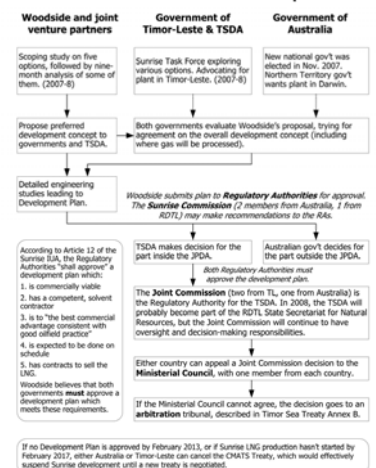 Woodside and joint
venture partners
Government of
Timor-Leste & TSDA
Government of
Australia
Scoping study on five
options, followed by nine-
month analysis of some of
them. (2007-8)
Sunrise Task Force exploring
various options. Advocating for
plant in Timor-Leste. (2007-8)
New national gov't was
elected in Nov. 2007.
Northern Territory gov't
wants plant in Darwin.
Propose preferred
development concept to
governments and TSDA.
Both governments evaluate Woodside's proposal, trying for
agreement on the overall development concept (including
where gas will be processed).
Detailed engineering
studies leading to
Development Plan.
Woodside submits plan to Regulatory Authorities for approval.
The Sunrise Commission (2 members from Australia, 1 from
RDTL) may make recommendations to the RAs.
According to Article 12 of the
Sunrise IUA, the Regulatory
Authorities "shall approve" a
development plan which:
1. is commercially viable
2. has a competent, solvent
contractor
3. is to "the best commercial
advantage consistent with
good oilfield practice"
4. is expected to be done on
schedule
5. has contracts to sell the
LNG.
Woodside believes that both
governments must approve a
development plan which
meets these requirements.
TSDA makes decision for the
part inside the JPDA.
Australian gov't decides for
the part outside the JPDA.
Both Regulatory Authorities must
approve the development plan.
The Joint Commission (two from TL, one from Australia) is
the Regulatory Authority for the TSDA. In 2008, the TSDA will
probably become part of the RDTL State Secretariat for Natural
Resources, but the Joint Commission will continue to have
oversight and decision-making responsibilities.
Either country can appeal a Joint Commission decision to the
Ministerial Council, with one member from each country.
If the Ministerial Council cannot agree, the decision goes to an
arbitration tribunal, described in Timor Sea Treaty Annex B.
If no Development Plan is approved by February 2013, or if Sunrise LNG production hasn't started by
February 2017, either Australia or Timor-Leste can cancel the CMATS Treaty, which would effectively
suspend Sunrise development until a new treaty is negotiated.